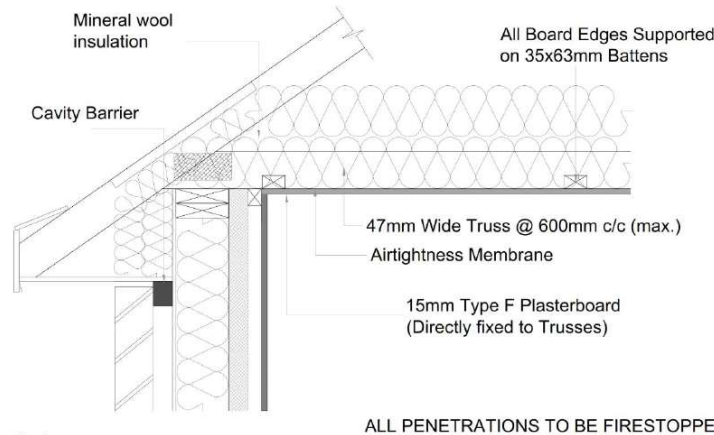 Mineral wool
insulation
All Board Edges Supported
on 35x63mm Battens
Cavity Barrier
47mm Wide Truss @ 600mm c/c (max.)
Airtightness Membrane
15mm Type F Plasterboard
(Directly fixed to Trusses)
ALL PENETRATIONS TO BE FIRESTOPPE